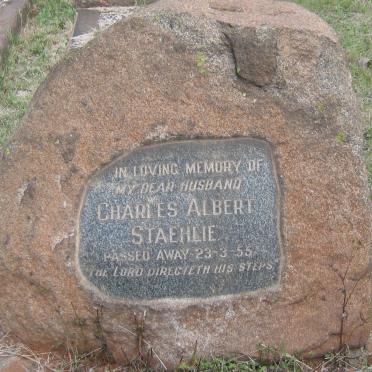 IN LOVING MEMORY OF
MY DEAR HUSBAND
CHARLES ALBERT
STAEHLIE
PASSED AWAY 23-3-55
THE LORD DIRECTETH HIS STEPS